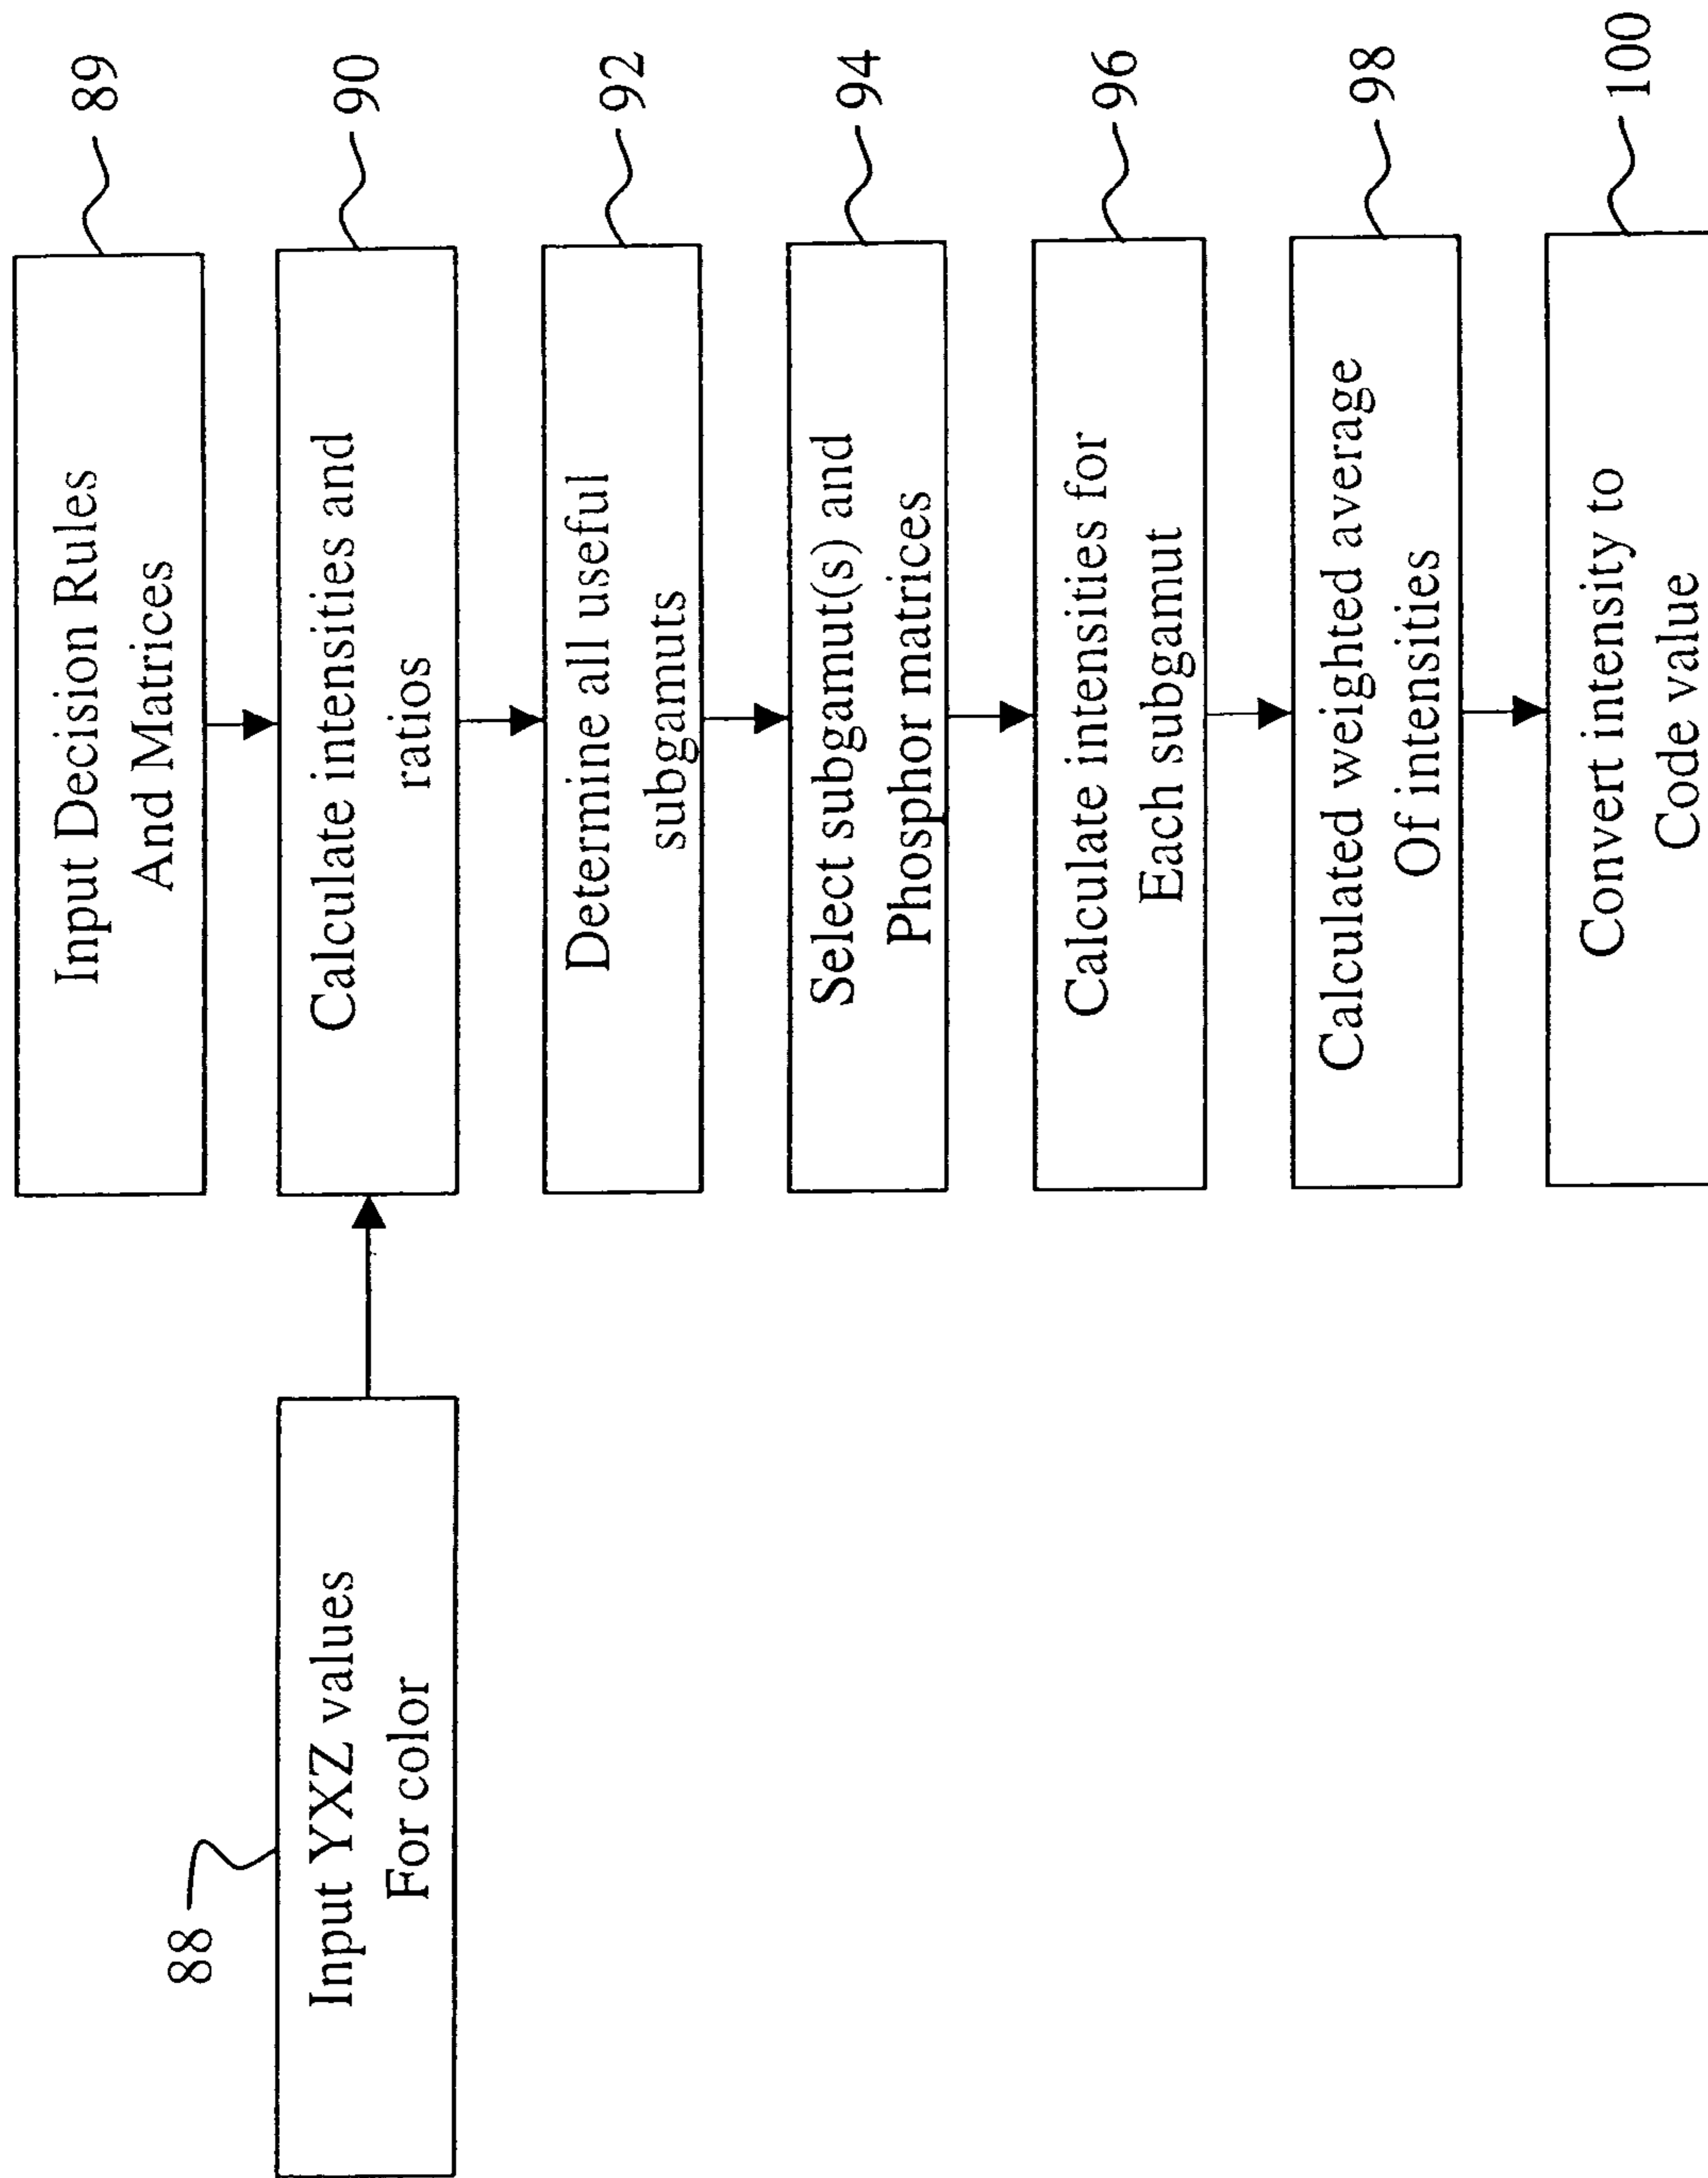 Input Decision Rules
And Matrices
89
88
Input YXZ values
For color
Calculate intensities and
ratios
90
Determine all useful
subgamuts
92
Select subgamut(s) and
Phosphor matrices
94
Calculate intensities for
Each subgamut
96
Calculated weighted average
Of intensities
98
Convert intensity to
Code value
100